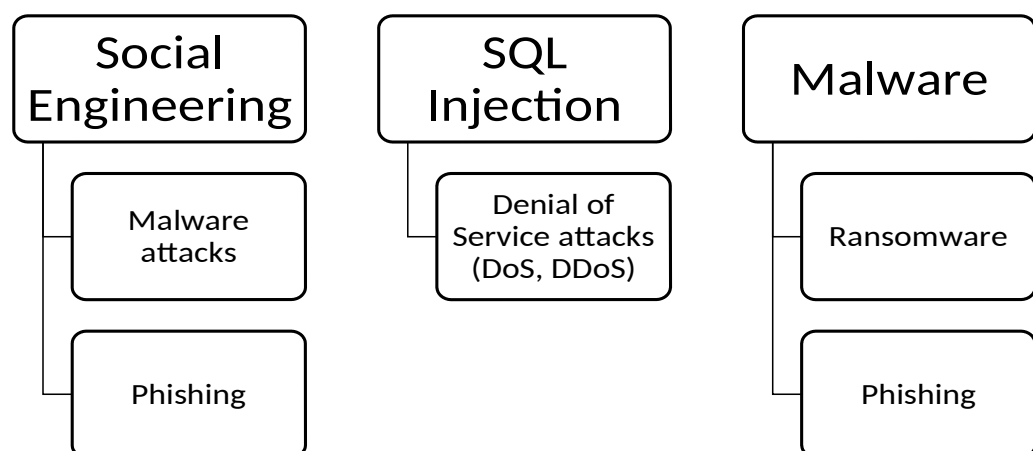 Social
Engineering
Malware
attacks
Phishing
SQL
Injection
Denial of
Service attacks
(DoS, DDoS)
Malware
Ransomware
Phishing